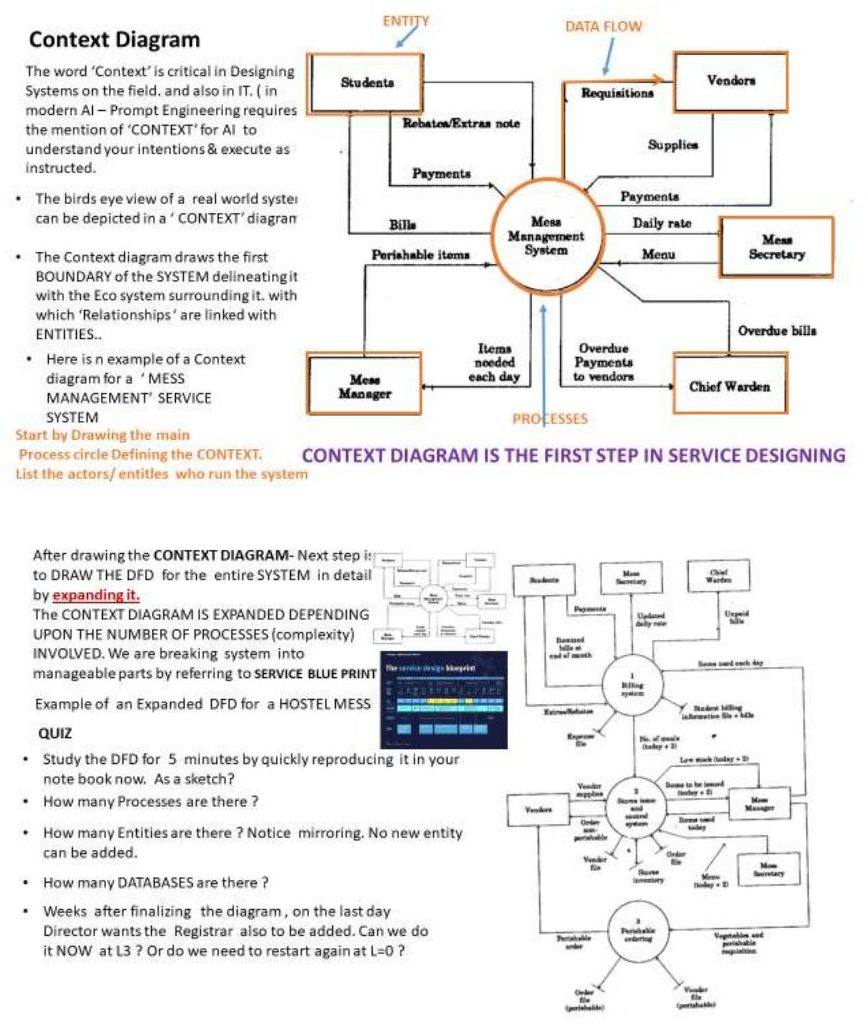 Context Diagram
The word 'Context' is critical in Designing
Systems on the field. and also in IT. ( in
modern AI – Prompt Engineering requires
the mention of 'CONTEXT' for AI to
understand your intentions & execute as
instructed.
• The birds eye view of a real world syster
can be depicted in a ' CONTEXT' diagram
• The Context diagram draws the first
BOUNDARY of the SYSTEM delineating it
with the Eco system surrounding it. with
which 'Relationships ' are linked with
ENTITIES..
• Here is n example of a Context
diagram for a ' MESS
MANAGEMENT' SERVICE
SYSTEM
Start by Drawing the main
Process circle Defining the CONTEXT.
List the actors/ entitles who run the system
ENTITY
DATA FLOW
Students
Requisitions
Vendors
Rebates/Extras note
Supplies
Payments
Payments
Bills
Mess
Management
System
Daily rate
Perishable items
Menu
Mess
Secretary
Overdue bills
Items
needed
each day
Overdue
Payments
to vendors
Mess
Manager
Chief Warden
PROCESSES
CONTEXT DIAGRAM IS THE FIRST STEP IN SERVICE DESIGNING
After drawing the CONTEXT DIAGRAM- Next step is
to DRAW THE DFD for the entire SYSTEM in detail
by expanding it.
The CONTEXT DIAGRAM IS EXPANDED DEPENDING
UPON THE NUMBER OF PROCESSES (complexity)
INVOLVED. We are breaking system into
manageable parts by referring to SERVICE BLUE PRINT
Example of an Expanded DFD for a HOSTEL MESS
The service design blueprint
QUIZ
• Study the DFD for 5 minutes by quickly reproducing it in your
note book now. As a sketch?
• How many Processes are there ?
• How many Entities are there ? Notice mirroring. No new entity
can be added.
• How many DATABASES are there ?
• Weeks after finalizing the diagram , on the last day
Director wants the Registrar also to be added. Can we do
it NOW at L3 ? Or do we need to restart again at L=0 ?
Students
Mess
Secretary
Chief
Warden
Payments
Updated
daily rate
Unpaid
bills
bills at
end of month
Items used each day
1
Billing
system
Extras/Rebates
Student billing
information file + bills
Expense
file
No. of meals
(today + 2)
Low stock (today + 2)
Vendor
supplies
2
Stores issue
and
control
system
Items to be issued
(today + 2)
Vendors
Mess
Manager
Order
non-
perishable
Items used
today
Vendor
file
Stores
inventory
Order
file
Menu
(today + 2)
Mess
Secretary
3
Perishable
ordering
Perishable
order
Vegetables and
perishable
requisition
Order
file
(perishable)
Vendor
file
(perishable)